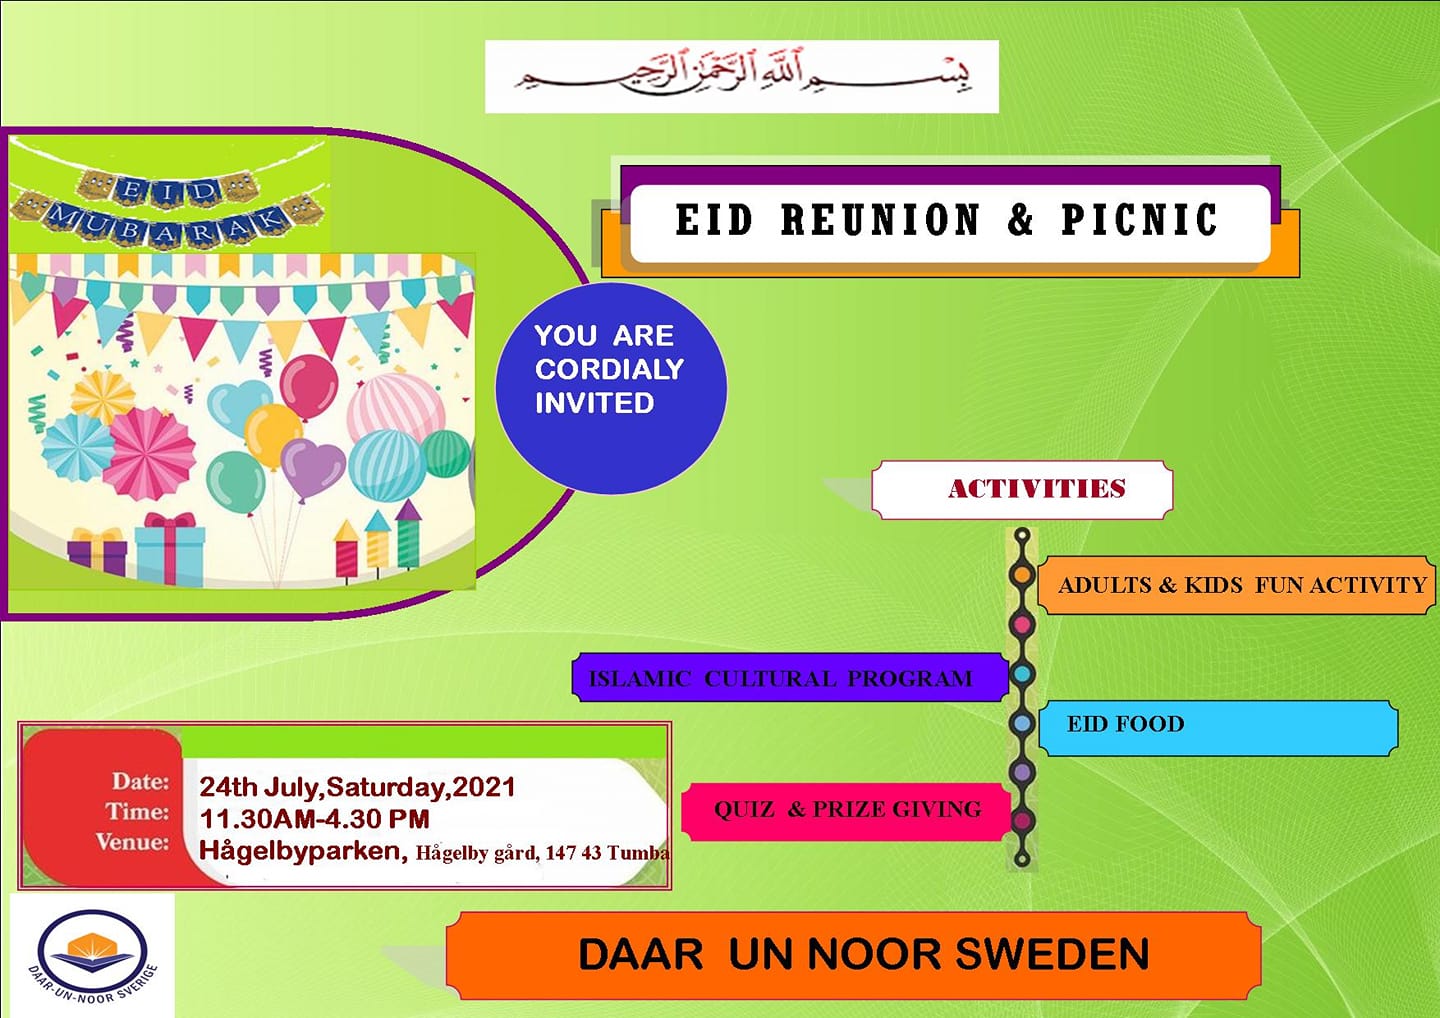 بِسْمِ اللَّهِ الرَّحْمَٰنِ الرَّحِيمِ
EID
MUBARAK
EID REUNION & PICNIC
YOU ARE
CORDIALY
INVITED
ACTIVITIES
ADULTS & KIDS FUN ACTIVITY
ISLAMIC CULTURAL PROGRAM
EID FOOD
QUIZ & PRIZE GIVING
Date: 24th July,Saturday,2021
Time: 11.30AM-4.30 PM
Venue: Hågelbyparken, Hågelby gård, 147 43 Tumba
DAAR-UN-NOOR SVERIGE
DAAR UN NOOR SWEDEN